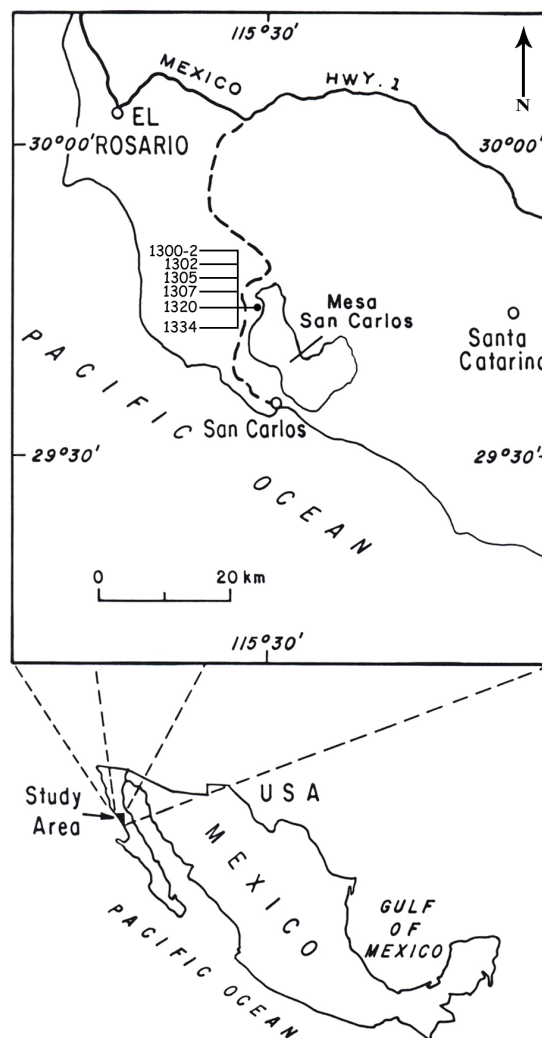 115°30'
MEXICO
HWY. 1
N
EL
ROSARIO
30°00'
30°00'
1300-2
1302
1305
1307
1320
1334
Mesa
San Carlos
Santa
Catarina
PACIFIC OCEAN
San Carlos
29°30'
29°30'
0
20 km
115°30'
Study
Area
USA
MEXICO
GULF
OF
MEXICO
PACIFIC OCEAN